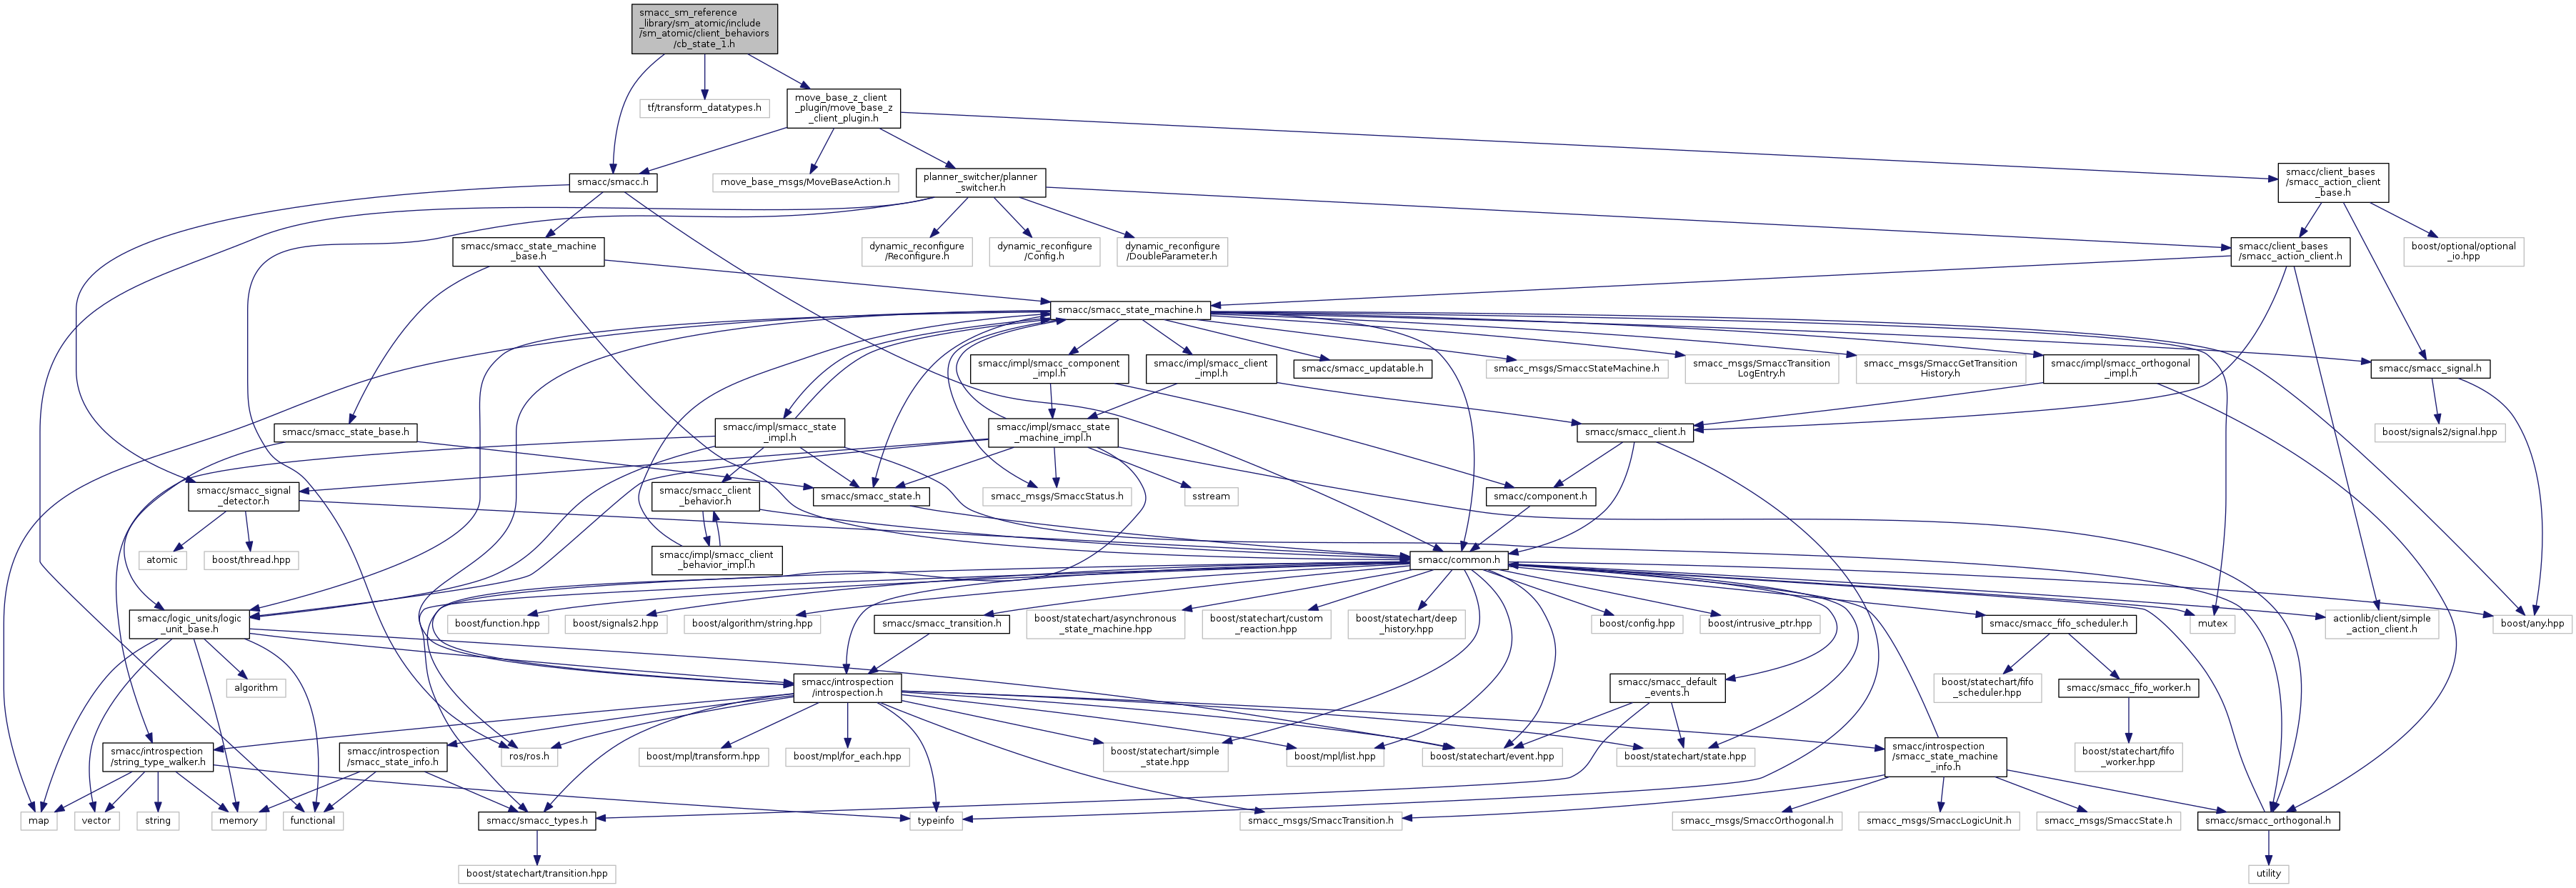 smacc_sm_reference
_library/sm_atomic/include
/sm_atomic/client_behaviors
/cb_state_1.h
tf/transform_datatypes.h
move_base_z_client
_plugin/move_base_z
_client_plugin.h
smacc/smacc.h
move_base_msgs/MoveBaseAction.h
planner_switcher/planner
_switcher.h
smacc/client_bases
/smacc_action_client
_base.h
smacc/smacc_state_machine
_base.h
dynamic_reconfigure
/Reconfigure.h
dynamic_reconfigure
/Config.h
dynamic_reconfigure
/DoubleParameter.h
smacc/client_bases
/smacc_action_client.h
boost/optional/optional
_io.hpp
smacc/smacc_state_machine.h
smacc/impl/smacc_component
_impl.h
smacc/impl/smacc_client
_impl.h
smacc/smacc_updatable.h
smacc_msgs/SmaccStateMachine.h
smacc_msgs/SmaccTransition
LogEntry.h
smacc_msgs/SmaccGetTransition
History.h
smacc/impl/smacc_orthogonal
_impl.h
smacc/smacc_signal.h
smacc/smacc_state_base.h
smacc/impl/smacc_state
_impl.h
smacc/impl/smacc_state
_machine_impl.h
smacc/smacc_client.h
boost/signals2/signal.hpp
smacc/smacc_signal
_detector.h
smacc/smacc_client
_behavior.h
smacc/smacc_state.h
smacc_msgs/SmaccStatus.h
sstream
smacc/component.h
atomic
boost/thread.hpp
smacc/impl/smacc_client
_behavior_impl.h
smacc/common.h
smacc/logic_units/logic
_unit_base.h
boost/function.hpp
boost/signals2.hpp
boost/algorithm/string.hpp
smacc/smacc_transition.h
boost/statechart/asynchronous
_state_machine.hpp
boost/statechart/custom
_reaction.hpp
boost/statechart/deep
_history.hpp
boost/config.hpp
boost/intrusive_ptr.hpp
smacc/smacc_fifo_scheduler.h
mutex
actionlib/client/simple
_action_client.h
boost/any.hpp
algorithm
smacc/introspection
/introspection.h
smacc/smacc_default
_events.h
boost/statechart/fifo
_scheduler.hpp
smacc/smacc_fifo_worker.h
smacc/introspection
/string_type_walker.h
smacc/introspection
/smacc_state_info.h
ros/ros.h
boost/mpl/transform.hpp
boost/mpl/for_each.hpp
boost/statechart/simple
_state.hpp
boost/mpl/list.hpp
boost/statechart/event.hpp
boost/statechart/state.hpp
smacc/introspection
/smacc_state_machine
_info.h
boost/statechart/fifo
_worker.hpp
map
vector
string
memory
functional
smacc/smacc_types.h
typeinfo
smacc_msgs/SmaccTransition.h
smacc_msgs/SmaccOrthogonal.h
smacc_msgs/SmaccLogicUnit.h
smacc_msgs/SmaccState.h
smacc/smacc_orthogonal.h
boost/statechart/transition.hpp
utility